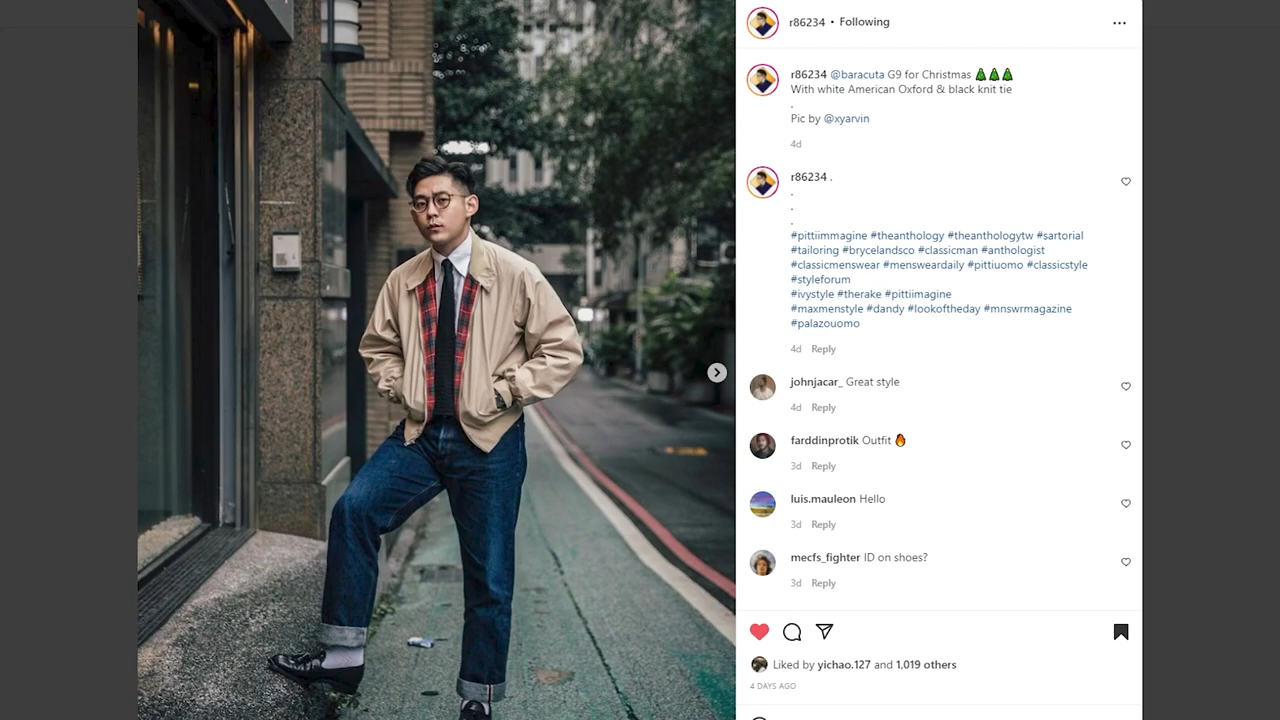 r86234 • Following
r86234 @baracuta G9 for Christmas 🎄🎄🎄
With white American Oxford & black knit tie
.
Pic by @xyarvin
4d
r86234 .
.
.
.
#pittiimmagine #theanthology #theanthologytw #sartorial
#tailoring #brycelandsco #classicman #anthologist
#classicmenswear #mensweardaily #pittiuomo #classicstyle
#styleforum
#ivystyle #therake #pittiimagine
#maxmenstyle #dandy #lookoftheday #mnswrmagazine
#palazouomo
4d Reply
johnjacar_ Great style
4d Reply
farddinprotik Outfit 🔥
3d Reply
luis.mauleon Hello
3d Reply
mecfs_fighter ID on shoes?
3d Reply
Liked by yichao.127 and 1,019 others
4 DAYS AGO